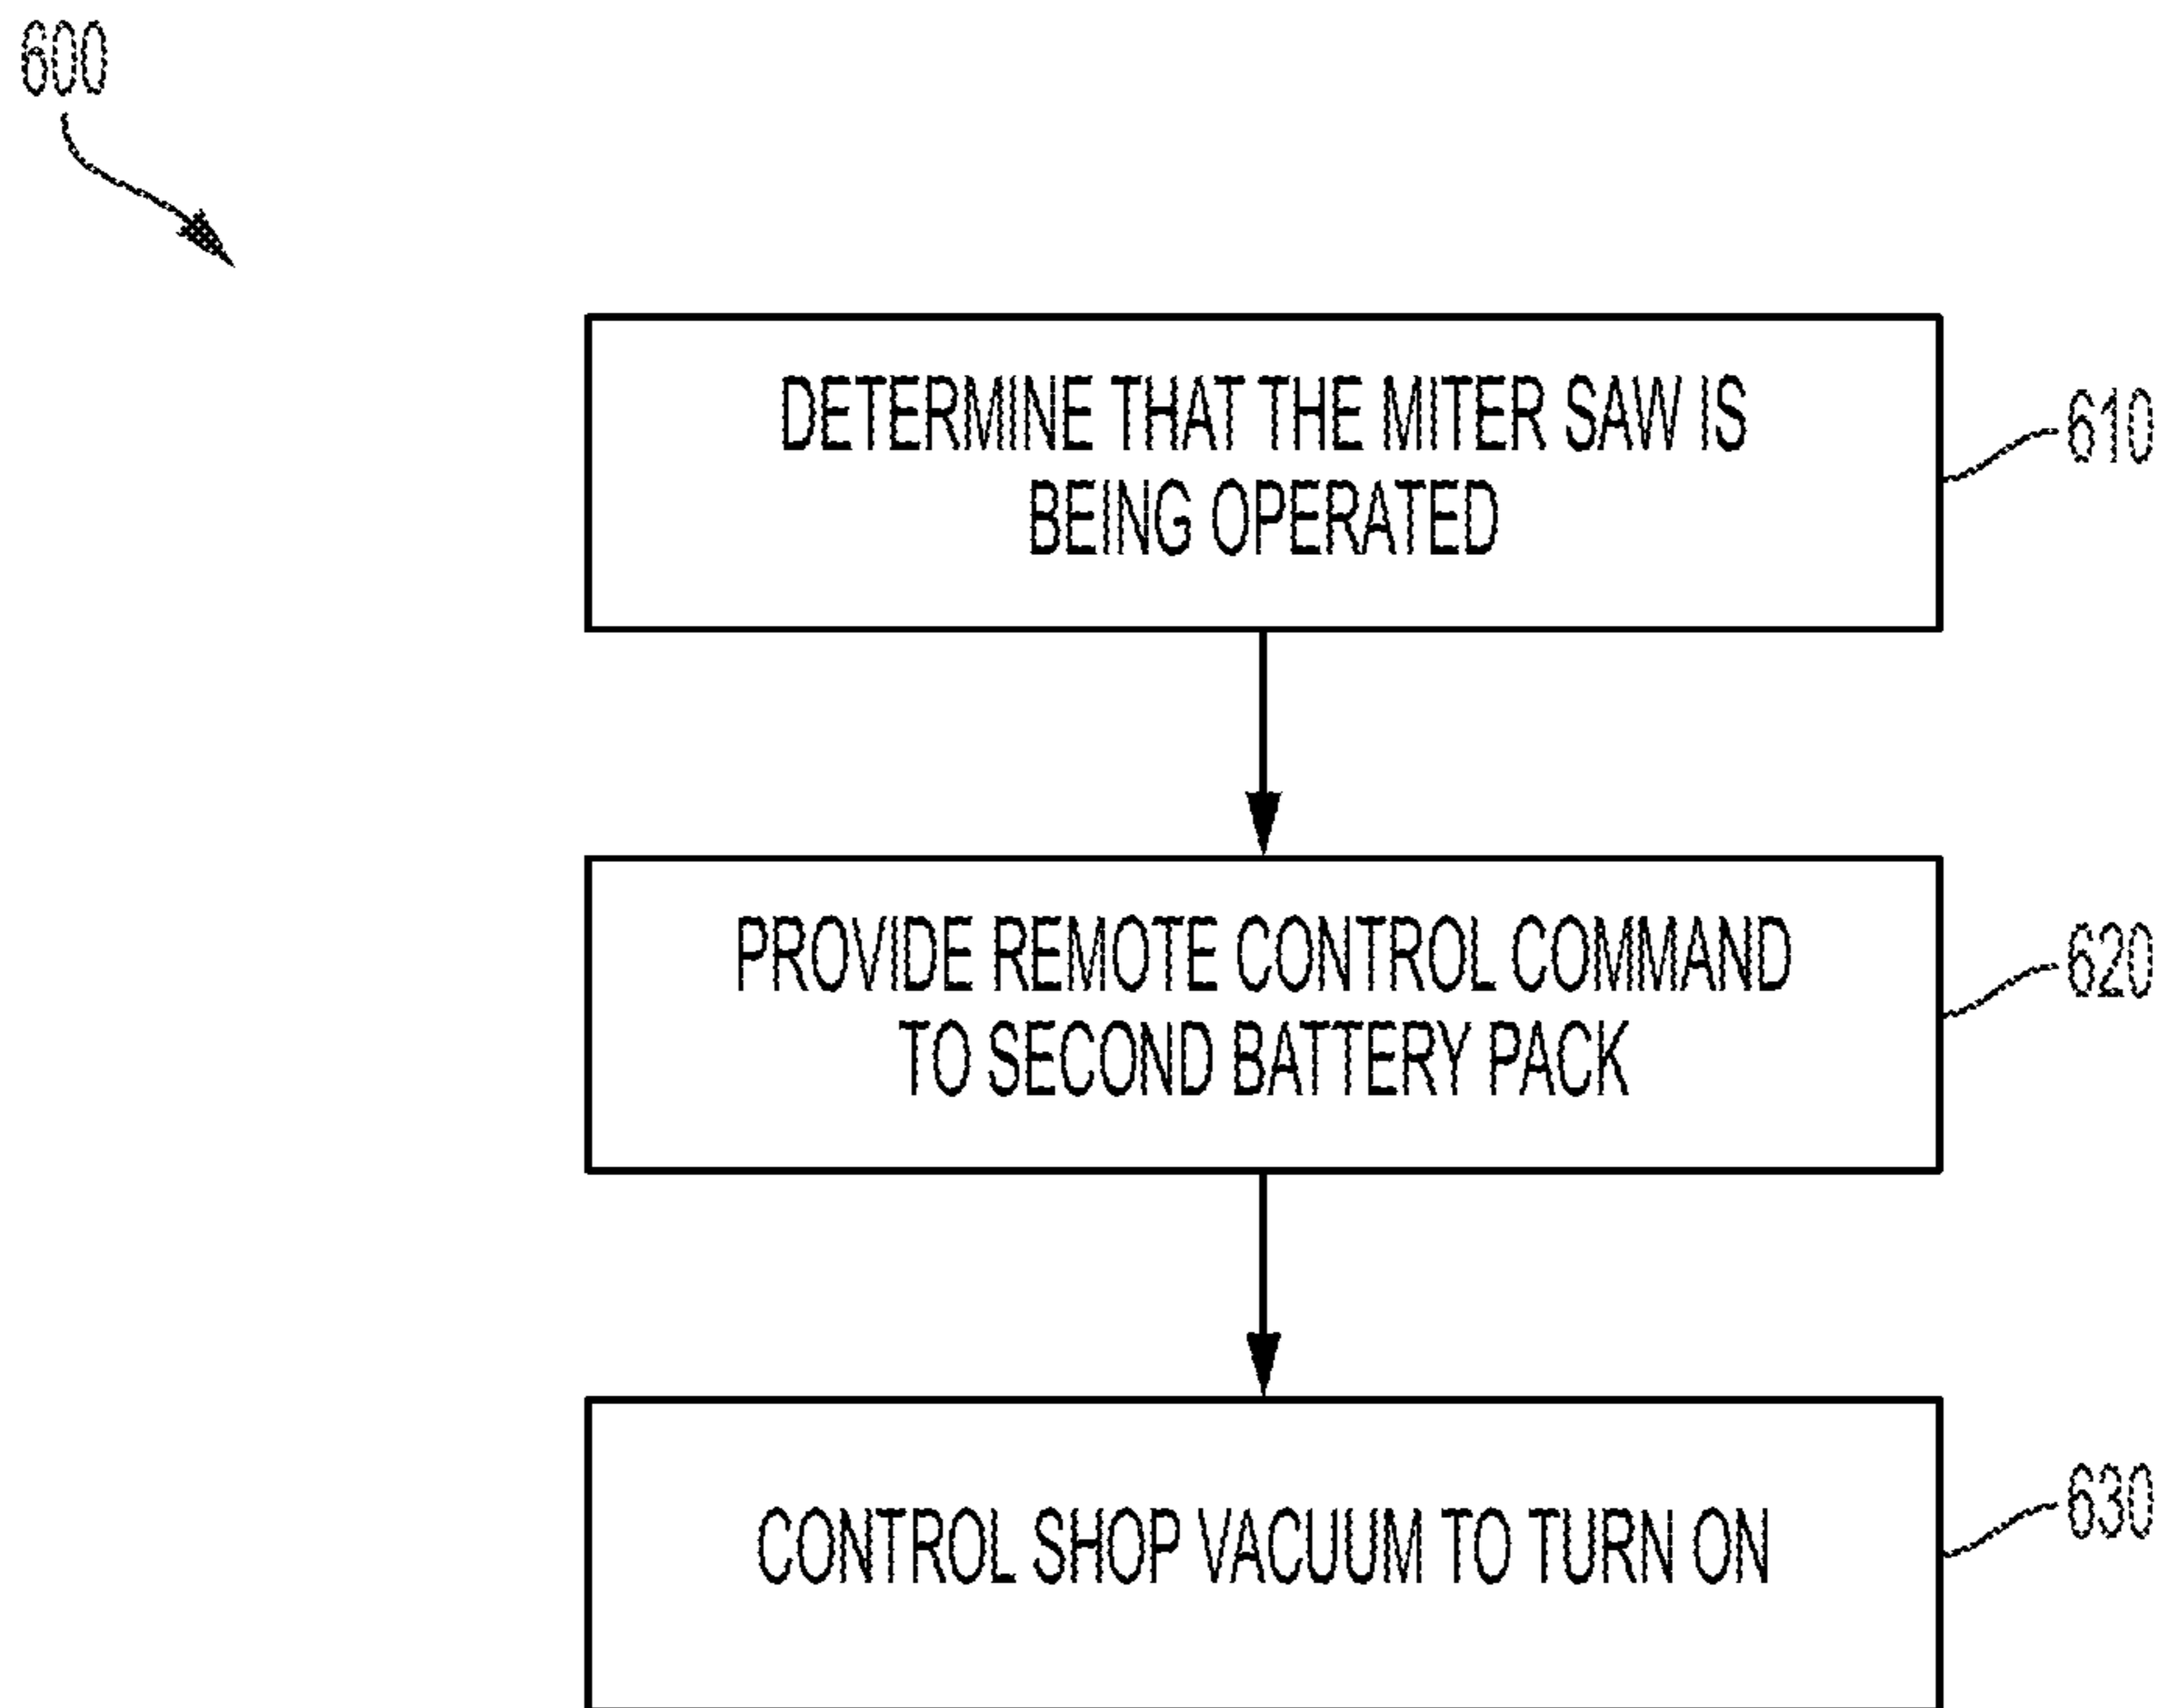 600
DETERMINE THAT THE MITER SAW IS
BEING OPERATED
610
PROVIDE REMOTE CONTROL COMMAND
TO SECOND BATTERY PACK
620
CONTROL SHOP VACUUM TO TURN ON
630